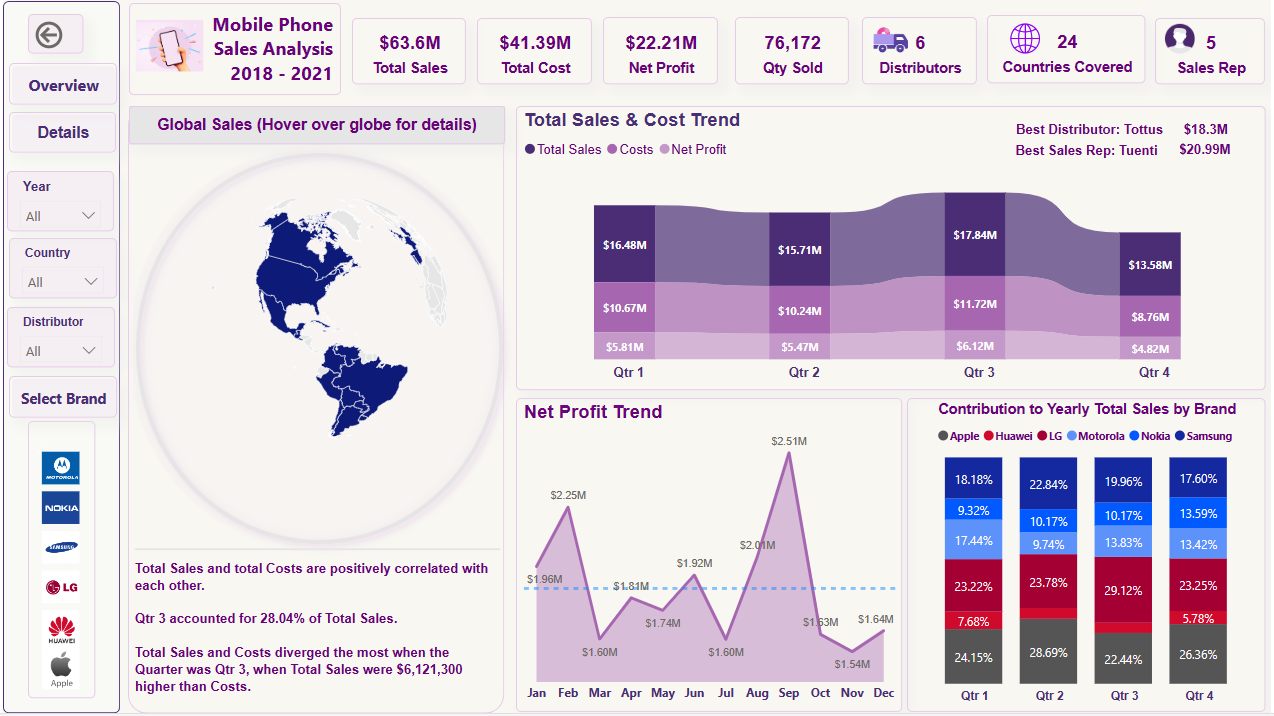 Mobile Phone
Sales Analysis
2018 - 2021
$63.6M
Total Sales
$41.39M
Total Cost
$22.21M
Net Profit
76,172
Qty Sold
6
Distributors
24
Countries Covered
5
Sales Rep
Overview
Details
Year
All
Country
All
Distributor
All
Select Brand
MOTOROLA
NOKIA
SAMSUNG
LG
HUAWEI
Apple
Global Sales (Hover over globe for details)
Total Sales and total Costs are positively correlated with
each other.
Qtr 3 accounted for 28.04% of Total Sales.
Total Sales and Costs diverged the most when the
Quarter was Qtr 3, when Total Sales were $6,121,300
higher than Costs.
Total Sales & Cost Trend
Total Sales Costs Net Profit
Best Distributor: Tottus $18.3M
Best Sales Rep: Tuenti $20.99M
$16.48M $15.71M $17.84M $13.58M
$10.67M $10.24M $11.72M $8.76M
$5.81M $5.47M $6.12M $4.82M
Qtr 1 Qtr 2 Qtr 3 Qtr 4
Net Profit Trend
$1.96M
$2.25M
$1.60M
$1.81M
$1.74M
$1.92M
$1.60M
$2.01M
$2.51M
$1.63M
$1.54M
$1.64M
Jan Feb Mar Apr May Jun Jul Aug Sep Oct Nov Dec
Contribution to Yearly Total Sales by Brand
Apple Huawei LG Motorola Nokia Samsung
18.18% 22.84% 19.96% 17.60%
9.32% 10.17% 10.17% 13.59%
17.44% 9.74% 13.83% 13.42%
23.22% 23.78% 29.12% 23.25%
7.68% 5.78%
24.15% 28.69% 22.44% 26.36%
Qtr 1 Qtr 2 Qtr 3 Qtr 4